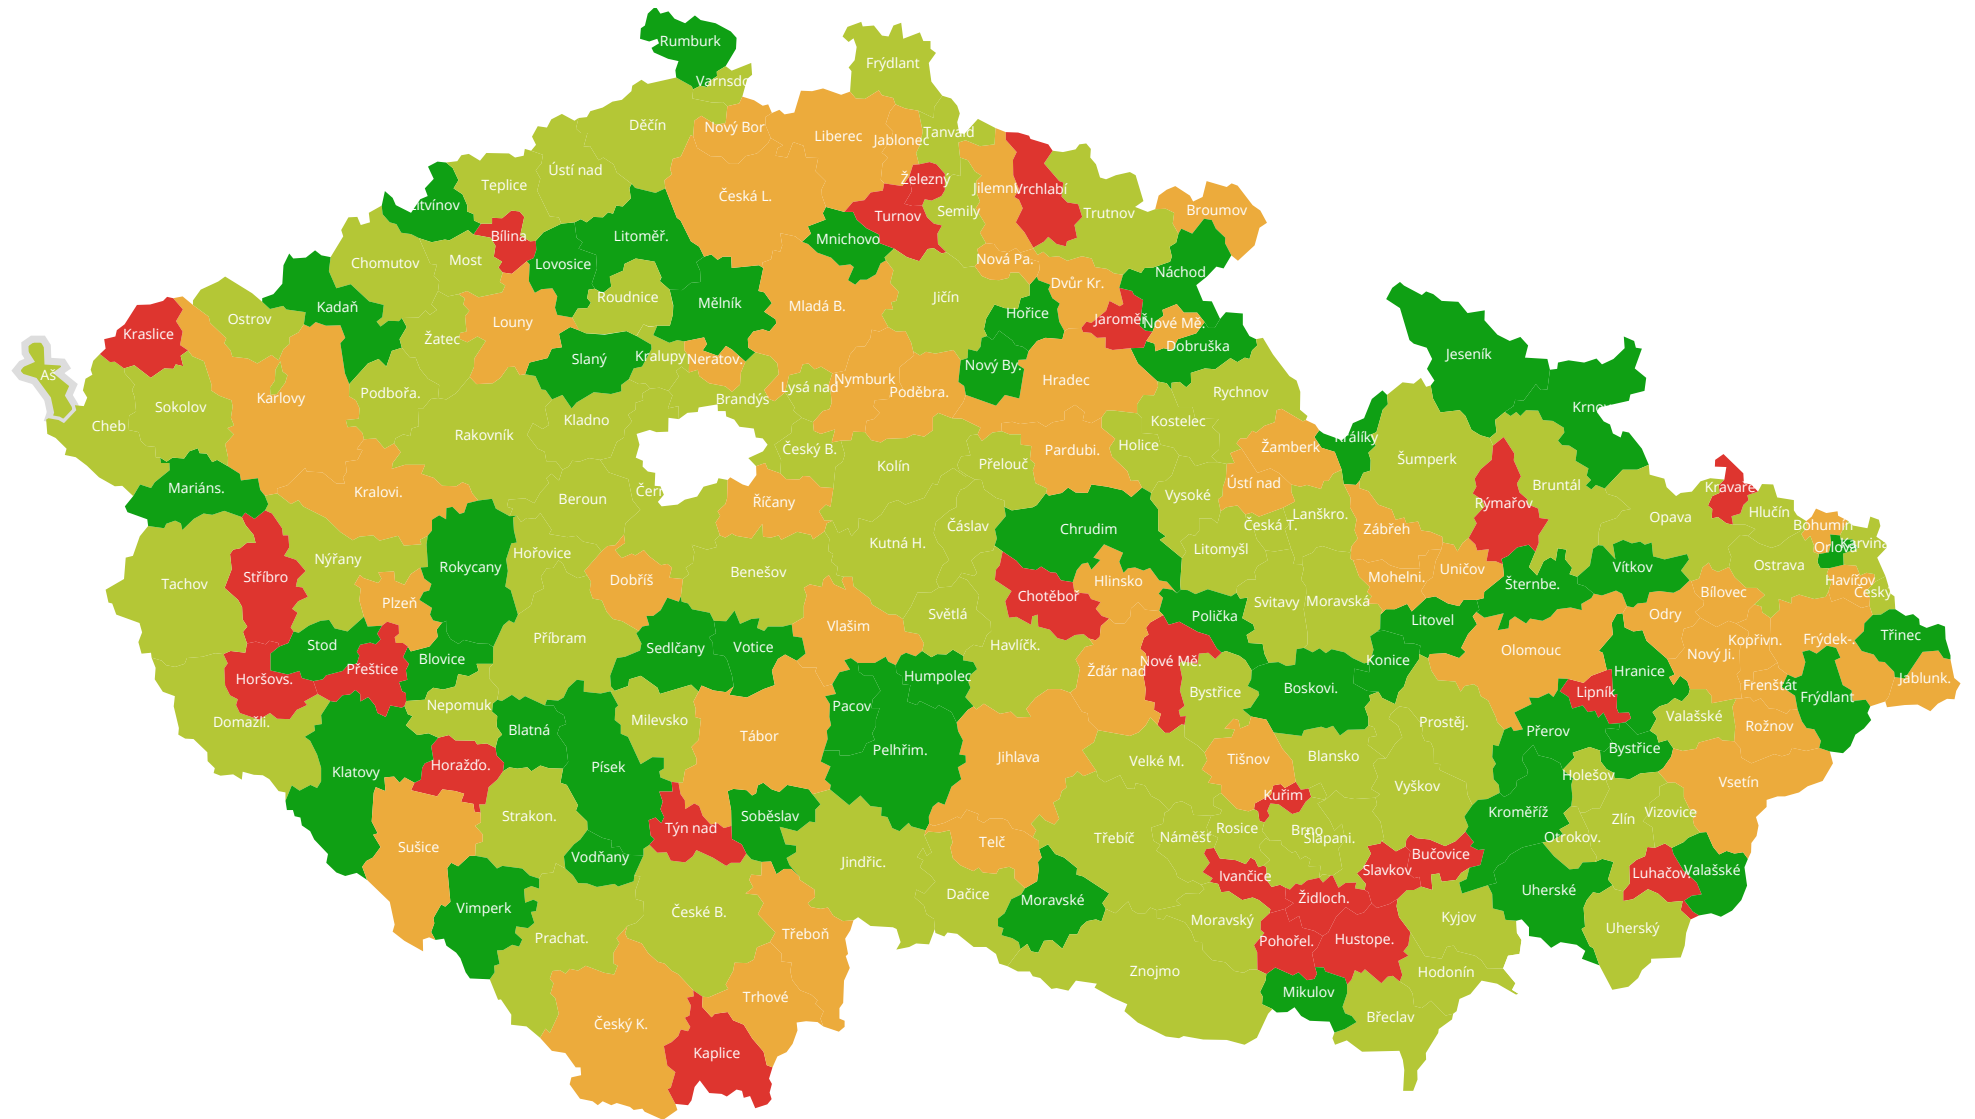 Rumburk
Frýdlant
Varnsdo
Děčín
Nový Bor
Liberec
Jablonec
Tanvald
Ústí nad
Teplice
Železný
Jilemni
Vrchlabí
Česká L.
Litvínov
Turnov
Semily
Trutnov
Broumov
Bílina
Litoměř.
Mnichovo
Chomutov
Most
Lovosice
Nová Pa.
Náchod
Dvůr Kr.
Roudnice
Mělník
Mladá B.
Jičín
Kadaň
Hořice
Ostrov
Louny
Jaroměř
Nové Mě.
Kraslice
Žatec
Dobruška
Jeseník
Slaný
Kralupy
Neratov.
Nový By.
Aš
Lysá nad
Nymburk
Hradec
Podbořa.
Poděbra.
Rychnov
Karlovy
Brandýs
Sokolov
Krnov
Kladno
Kostelec
Cheb
Rakovník
Králíky
Holice
Žamberk
Český B.
Pardubi.
Šumperk
Kolín
Přelouč
Mariáns.
Kralovi.
Ústí nad
Bruntál
Kravaře
Beroun
Čern
Říčany
Vysoké
Rýmařov
Lanškro.
Opava
Hlučín
Čáslav
Chrudim
Česká T.
Zábřeh
Bohumín
Kutná H.
Litomyšl
Orlová
Karviná
Hořovice
Nýřany
Rokycany
Benešov
Uničov
Vítkov
Ostrava
Stříbro
Tachov
Dobříš
Hlinsko
Mohelni.
Šternbe.
Havířov
Český
Bílovec
Plzeň
Chotěboř
Svitavy
Moravská
Světlá
Polička
Litovel
Odry
Vlašim
Příbram
Třinec
Kopřivn.
Frýdek-.
Stod
Sedlčany
Votice
Havlíčk.
Olomouc
Nový Ji.
Blovice
Konice
Nové Mě.
Přeštice
Žďár nad
Hranice
Horšovs.
Humpolec
Jablunk.
Boskovi.
Bystřice
Lipník
Frenštát
Frýdlant
Nepomuk
Pacov
Valašské
Domažli.
Milevsko
Prostěj.
Rožnov
Blatná
Tábor
Přerov
Pelhřim.
Bystřice
Jihlava
Blansko
Tišnov
Velké M.
Horažďo.
Písek
Klatovy
Holešov
Vsetín
Vyškov
Kuřim
Strakon.
Soběslav
Kroměříž
Vizovice
Zlín
Týn nad
Rosice
Brno
Třebíč
Náměšť
Šlapani.
Otrokov.
Telč
Sušice
Vodňany
Bučovice
Jindřic.
Slavkov
Valašské
Luhačov.
Ivančice
Uherské
Dačice
Židloch.
Moravské
Vimperk
České B.
Kyjov
Moravský
Uherský
Třeboň
Prachat.
Hustope.
Pohořel.
Znojmo
Hodonín
Mikulov
Trhové
Břeclav
Český K.
Kaplice